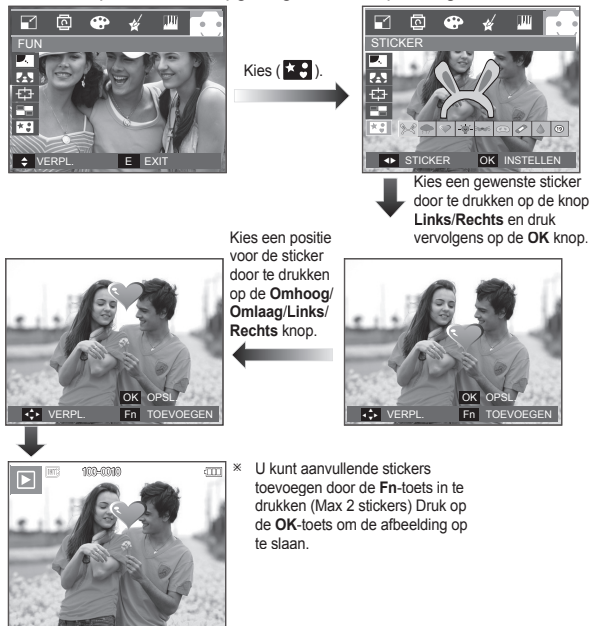 FUN
VERPL.
E EXIT
Kies ( ).
STICKER
STICKER
OK INSTELLEN
Kies een gewenste sticker
door te drukken op de knop
Links/Rechts en druk
vervolgens op de OK knop.
OK OPSL.
VERPL.
Fn TOEVOEGEN
Kies een positie
voor de sticker
door te drukken
op de Omhoog/
Omlaag/Links/
Rechts knop.
OK OPSL.
VERPL.
Fn TOEVOEGEN
100-0010
※ U kunt aanvullende stickers
toevoegen door de Fn-toets in te
drukken (Max 2 stickers) Druk op
de OK-toets om de afbeelding op
te slaan.